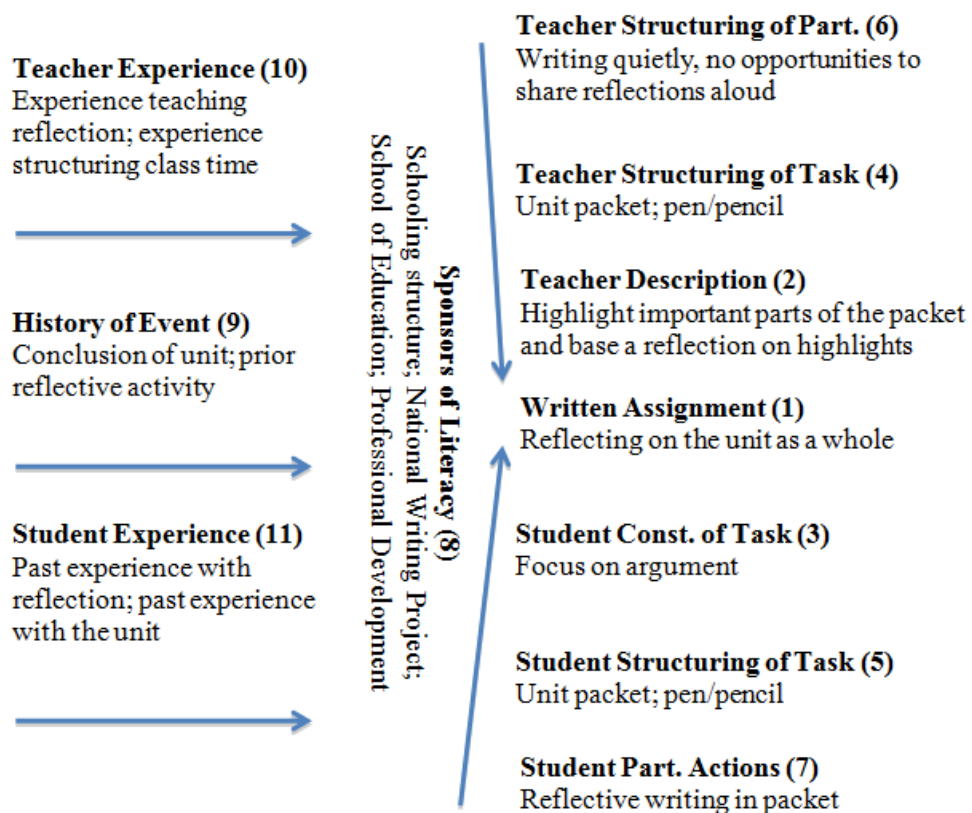 Teacher Experience (10)
Experience teaching
reflection; experience
structuring class time
History of Event (9)
Conclusion of unit; prior
reflective activity
Student Experience (11)
Past experience with
reflection; past experience
with the unit
Sponsors of Literacy (8)
Schooling structure; National Writing Project;
School of Education; Professional Development
Teacher Structuring of Part. (6)
Writing quietly, no opportunities to
share reflections aloud
Teacher Structuring of Task (4)
Unit packet; pen/pencil
Teacher Description (2)
Highlight important parts of the packet
and base a reflection on highlights
Written Assignment (1)
Reflecting on the unit as a whole
Student Const. of Task (3)
Focus on argument
Student Structuring of Task (5)
Unit packet; pen/pencil
Student Part. Actions (7)
Reflective writing in packet